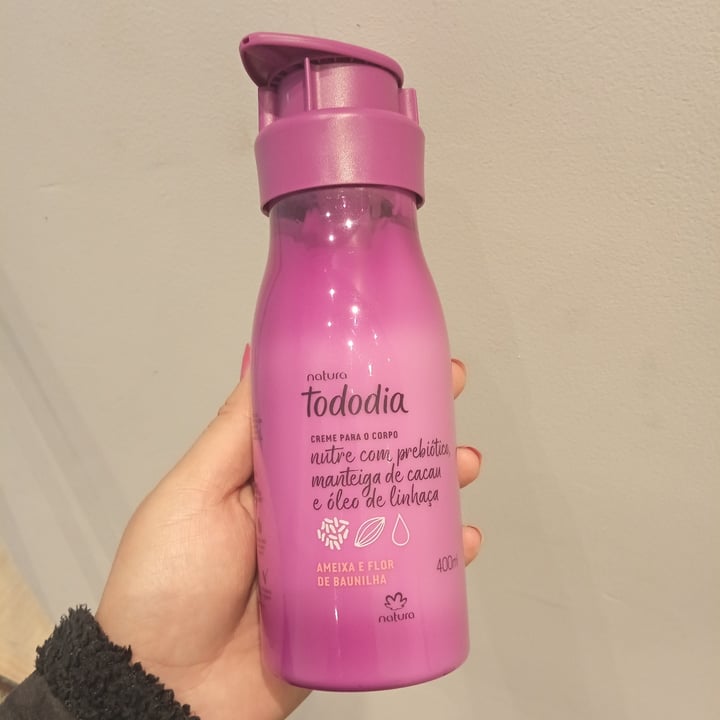 natura
tododia
CREME PARA O CORPO
nutre com prebiótico,
manteiga de cacau
e óleo de linhaça
AMEIXA E FLOR
DE BAUNILHA
400ml
natura